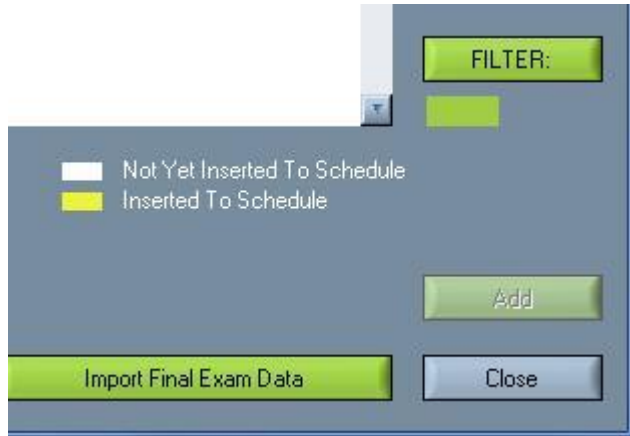 FILTER:
Not Yet Inserted To Schedule
Inserted To Schedule
Add
Import Final Exam Data
Close